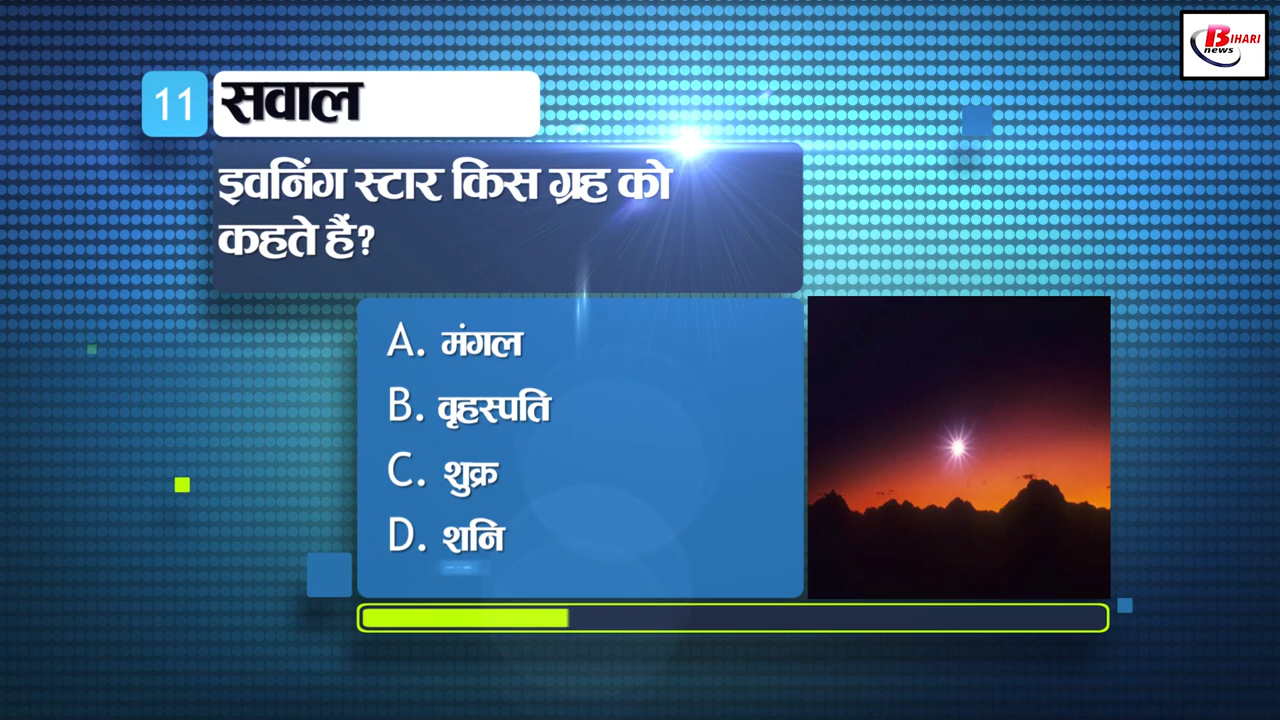 BIHARI
news
11 सवाल
इवनिंग स्टार किस ग्रह को
कहते हैं?
A. मंगल
B. वृहस्पति
C. शुक्र
D. शनि